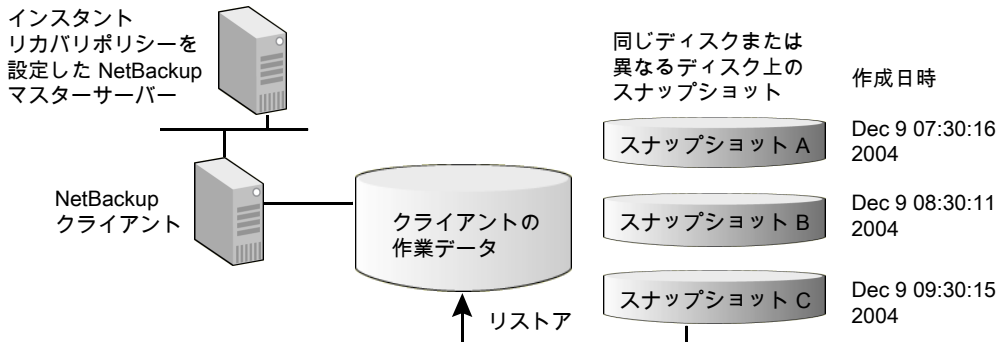 インスタント
リカバリポリシーを
設定した NetBackup
マスターサーバー
NetBackup
クライアント
クライアントの
作業データ
リストア
同じディスクまたは
異なるディスク上の
スナップショット
作成日時
スナップショット A
Dec 9 07:30:16
2004
スナップショット B
Dec 9 08:30:11
2004
スナップショット C
Dec 9 09:30:15
2004